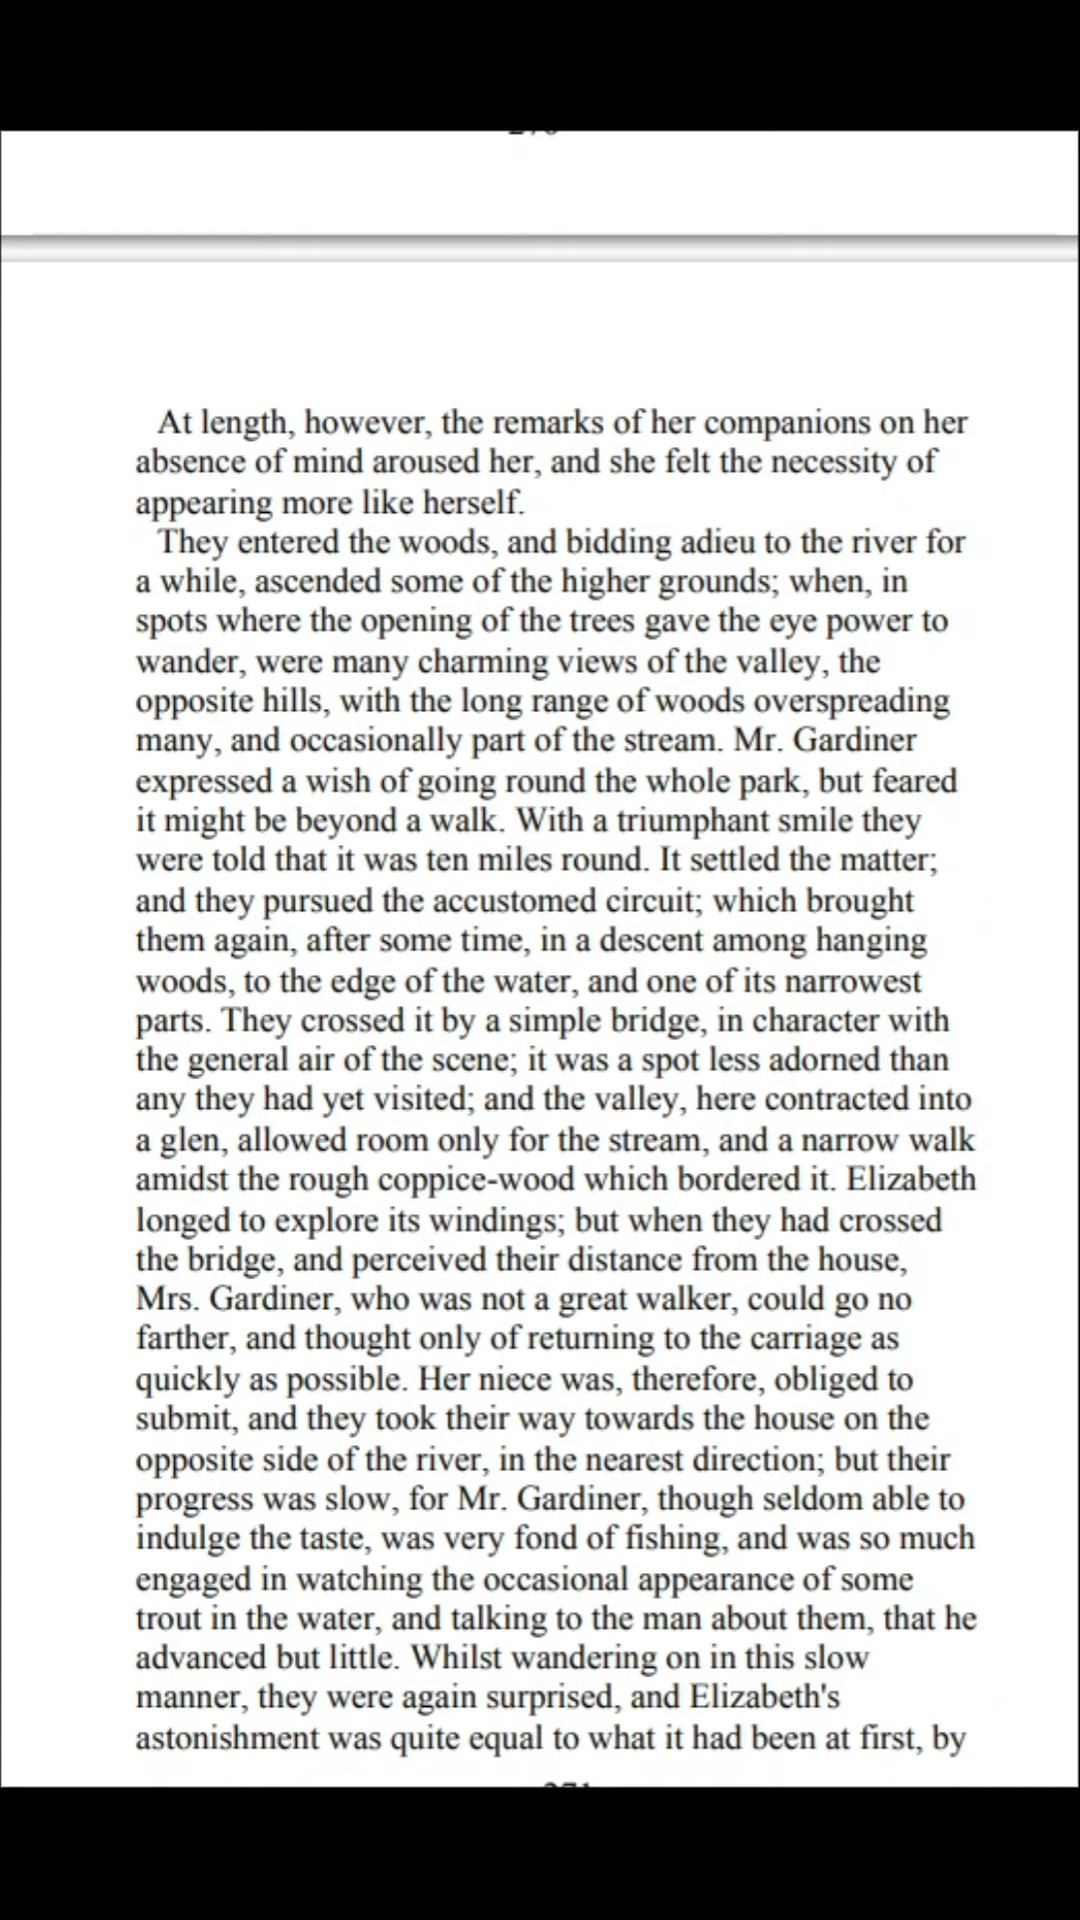 At length, however, the remarks of her companions on her
absence of mind aroused her, and she felt the necessity of
appearing more like herself.
They entered the woods, and bidding adieu to the river for
a while, ascended some of the higher grounds; when, in
spots where the opening of the trees gave the eye power to
wander, were many charming views of the valley, the
opposite hills, with the long range of woods overspreading
many, and occasionally part of the stream. Mr. Gardiner
expressed a wish of going round the whole park, but feared
it might be beyond a walk. With a triumphant smile they
were told that it was ten miles round. It settled the matter;
and they pursued the accustomed circuit; which brought
them again, after some time, in a descent among hanging
woods, to the edge of the water, and one of its narrowest
parts. They crossed it by a simple bridge, in character with
the general air of the scene; it was a spot less adorned than
any they had yet visited; and the valley, here contracted into
a glen, allowed room only for the stream, and a narrow walk
amidst the rough coppice-wood which bordered it. Elizabeth
longed to explore its windings; but when they had crossed
the bridge, and perceived their distance from the house,
Mrs. Gardiner, who was not a great walker, could go no
farther, and thought only of returning to the carriage as
quickly as possible. Her niece was, therefore, obliged to
submit, and they took their way towards the house on the
opposite side of the river, in the nearest direction; but their
progress was slow, for Mr. Gardiner, though seldom able to
indulge the taste, was very fond of fishing, and was so much
engaged in watching the occasional appearance of some
trout in the water, and talking to the man about them, that he
advanced but little. Whilst wandering on in this slow
manner, they were again surprised, and Elizabeth's
astonishment was quite equal to what it had been at first, by